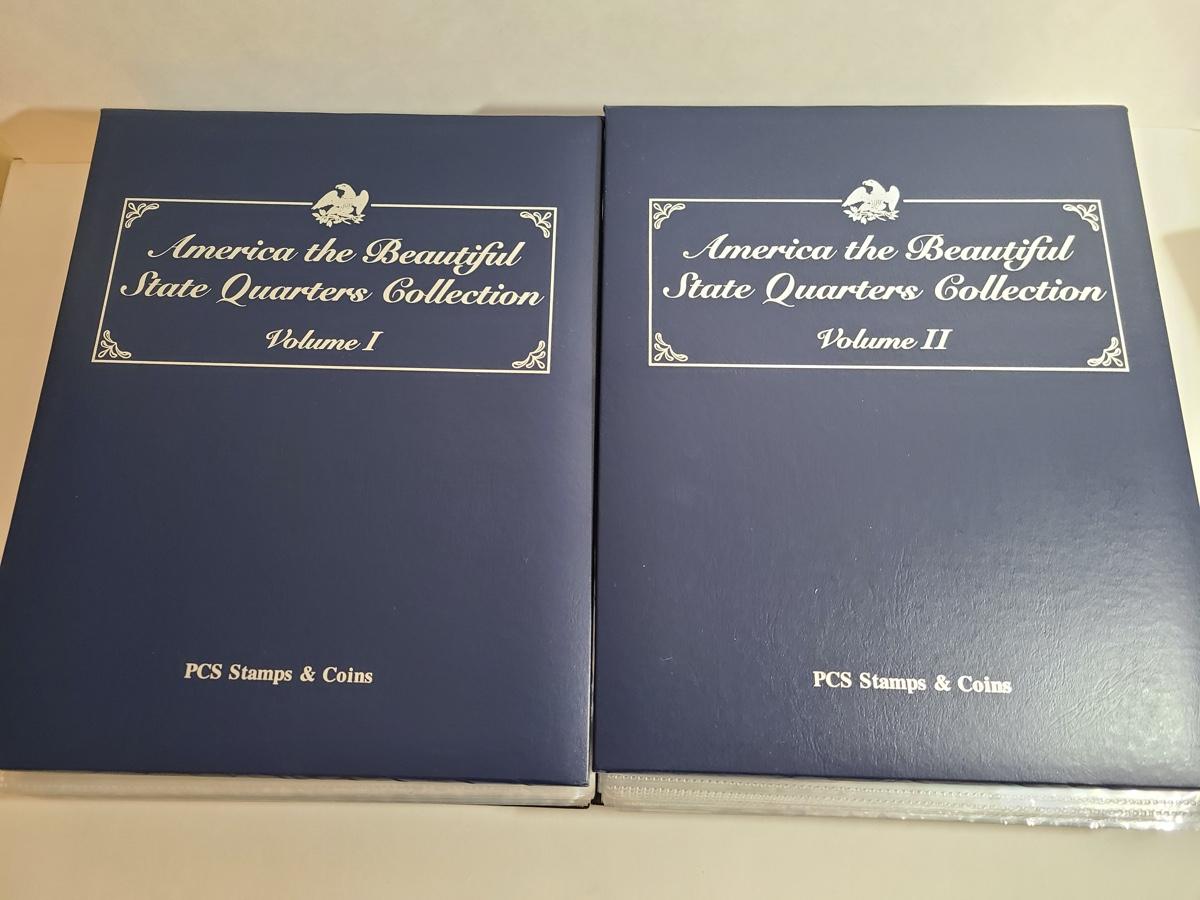 America the Beautiful
State Quarters Collection
Volume I
PCS Stamps & Coins
America the Beautiful
State Quarters Collection
Volume II
PCS Stamps & Coins